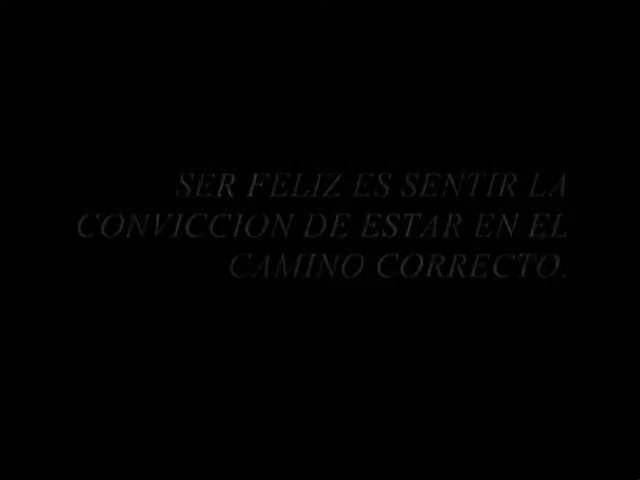 SER FELIZ ES SENTIR LA
CONVICCION DE ESTAR EN EL
CAMINO CORRECTO.